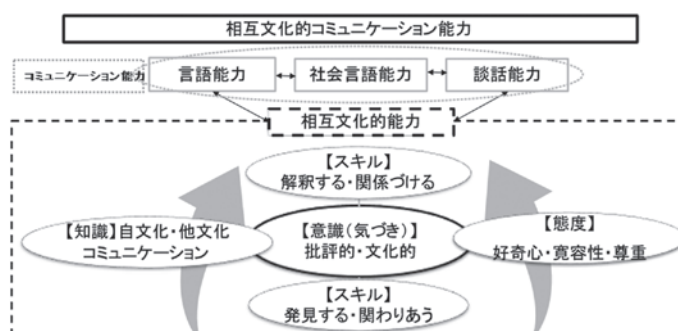 相互文化的コミュニケーション能力
コミュニケーション能力
言語能力
社会言語能力
談話能力
相互文化的能力
【スキル】
解釈する・関係づける
【知識】自文化・他文化
コミュニケーション
【意識(気づき)】
批評的・文化的
【態度】
好奇心・寛容性・尊重
【スキル】
発見する・関わりあう